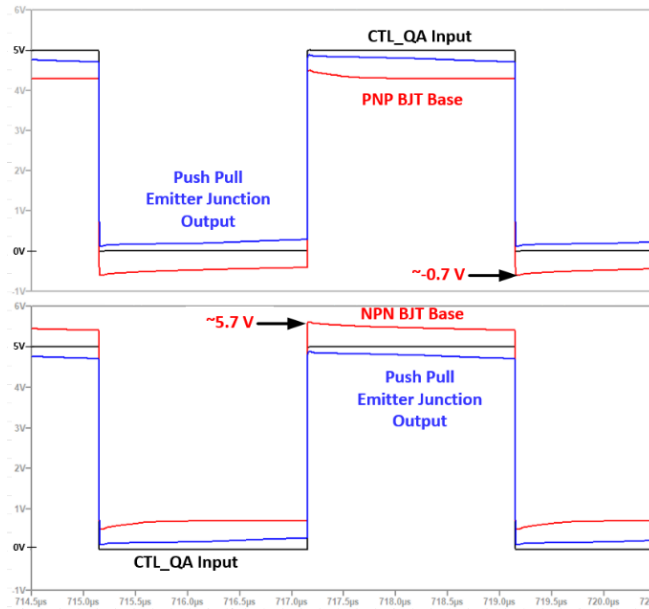 6V
CTL_QA Input
5V
4V
PNP BJT Base
3V
2V
Push Pull
Emitter Junction
Output
1V
0V
~-0.7 V
-1V
6V
NPN BJT Base
~5.7 V
5V
4V
Push Pull
Emitter Junction
Output
3V
2V
1V
0V
CTL_QA Input
-1V
714.5µs 715.0µs 715.5µs 716.0µs 716.5µs 717.0µs 717.5µs 718.0µs 718.5µs 719.0µs 719.5µs 720.0µs